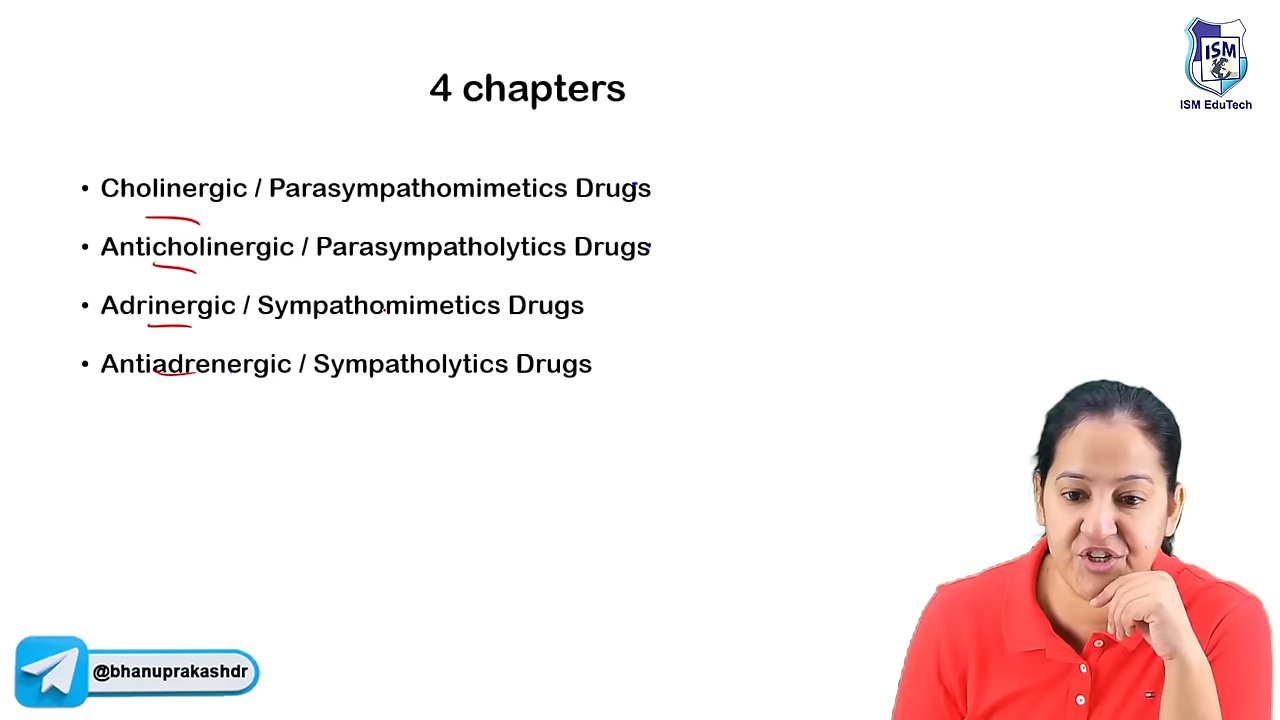 4 chapters
ISM
ISM EduTech
• Cholinergic / Parasympathomimetics Drugs
• Anticholinergic / Parasympatholytics Drugs
• Adrinergic / Sympathomimetics Drugs
• Antiadrenergic / Sympatholytics Drugs
@bhanuprakashdr